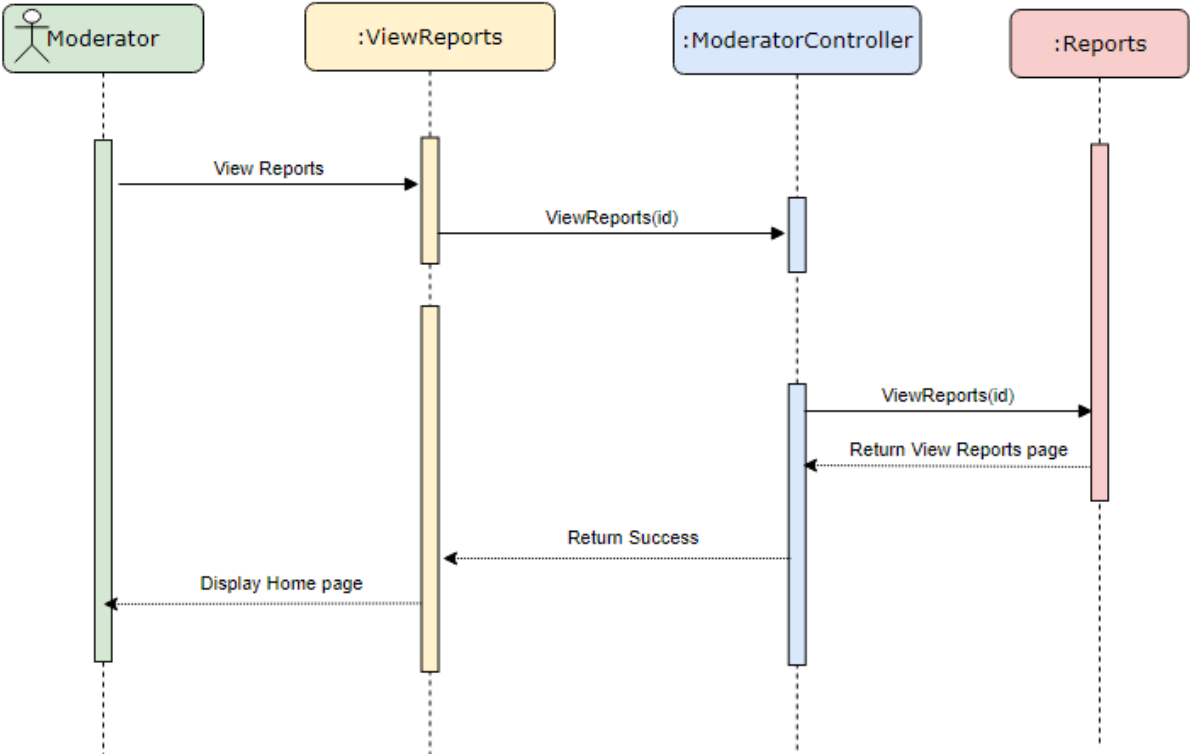 Moderator
:ViewReports
:ModeratorController
:Reports
View Reports
ViewReports(id)
ViewReports(id)
Return View Reports page
Return Success
Display Home page